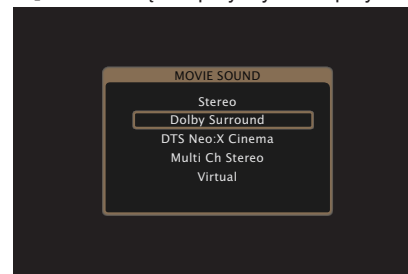 MOVIE SOUND
Stereo
Dolby Surround
DTS Neo:X Cinema
Multi Ch Stereo
Virtual